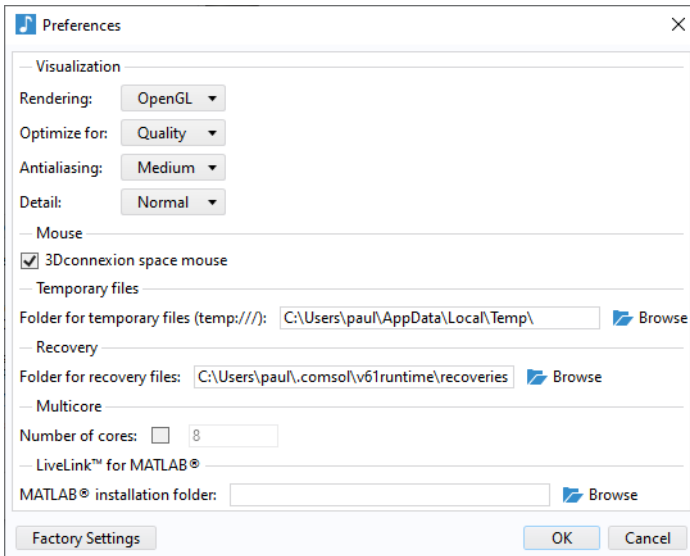 Preferences
Visualization
Rendering: OpenGL
Optimize for: Quality
Antialiasing: Medium
Detail: Normal
Mouse
3Dconnexion space mouse
Temporary files
Folder for temporary files (temp:///): C:\Users\paul\AppData\Local\Temp\ Browse
Recovery
Folder for recovery files: C:\Users\paul\.comsol\v61runtime\recoveries Browse
Multicore
Number of cores: 8
LiveLink™ for MATLAB®
MATLAB® installation folder: Browse
Factory Settings OK Cancel